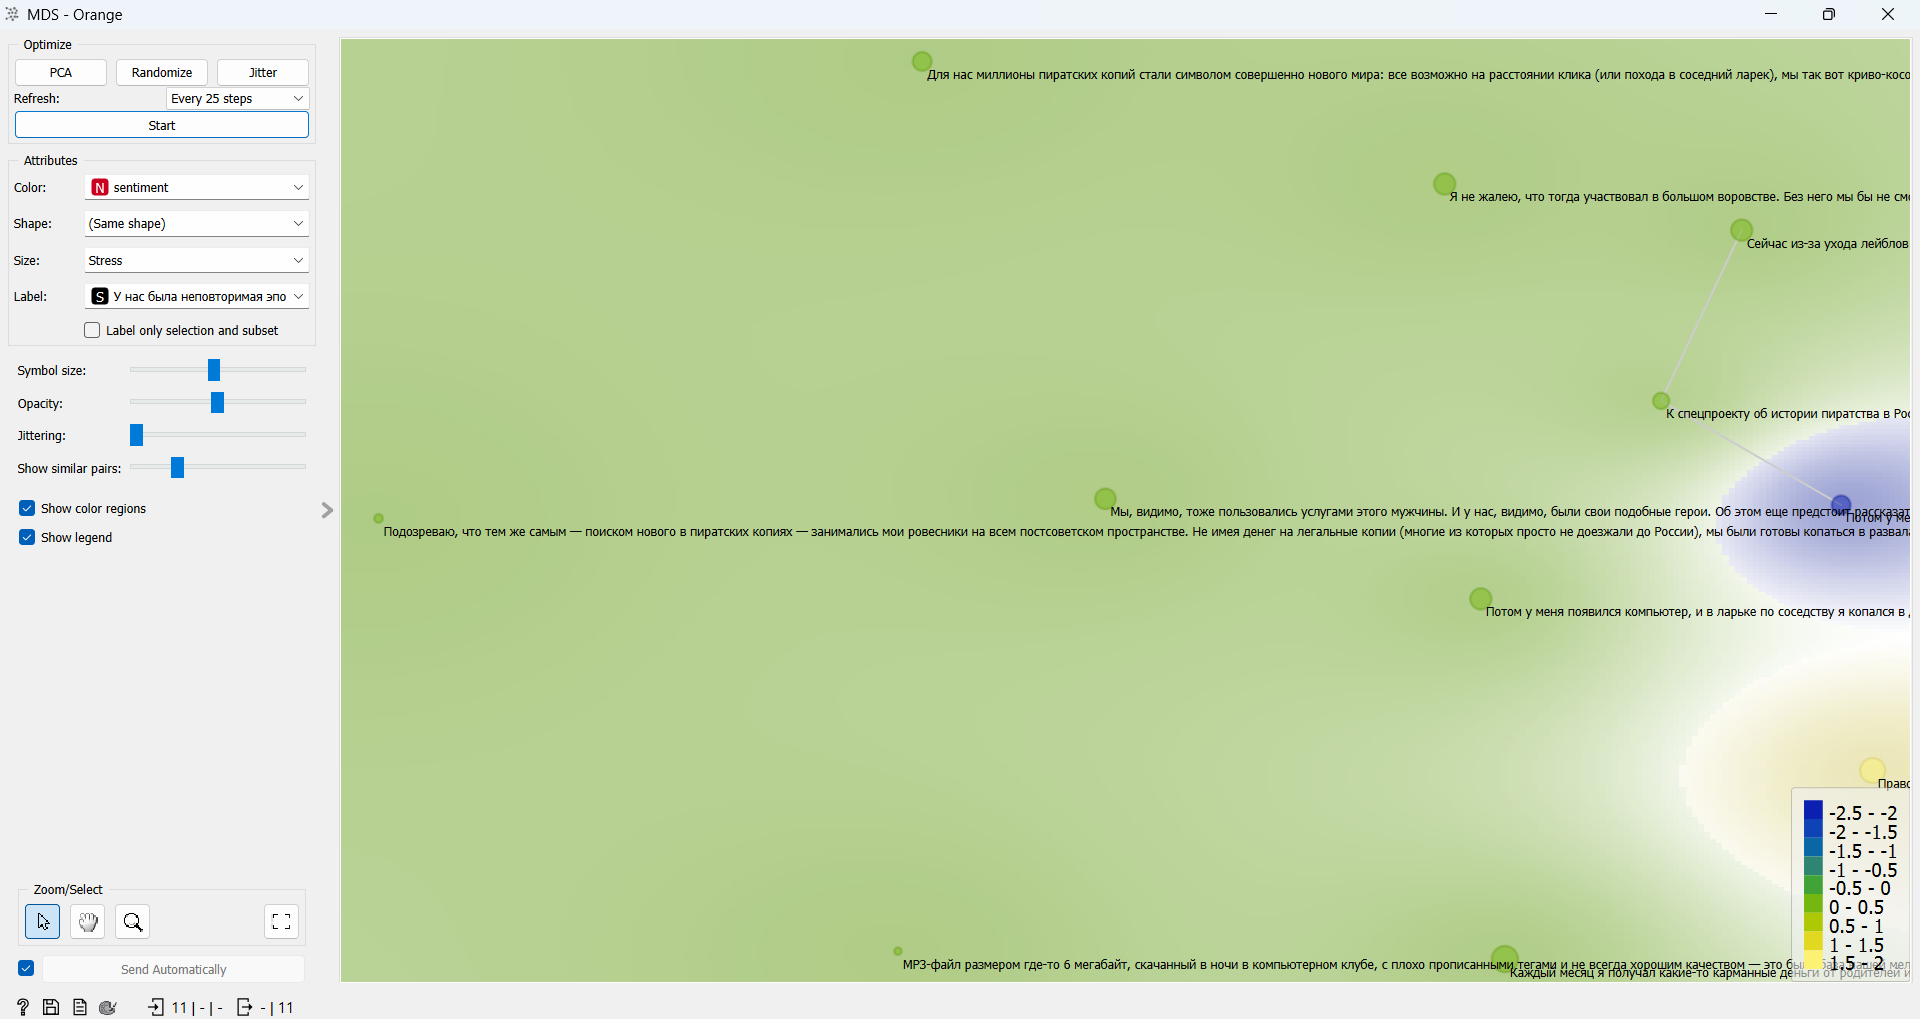 MDS - Orange
Optimize
PCA
Randomize
Jitter
Refresh:
Every 25 steps
Start
Attributes
Color:
N sentiment
Shape:
(Same shape)
Size:
Stress
Label:
S У нас была неповторимая эпо
Label only selection and subset
Symbol size:
Opacity:
Jittering:
Show similar pairs:
Show color regions
Show legend
Zoom/Select
Send Automatically
? 11 | - | - - | 11
Для нас миллионы пиратских копий стали символом совершенно нового мира: все возможно на расстоянии клика (или похода в соседний ларек), мы так вот криво-косо
Я не жалею, что тогда участвовал в большом воровстве. Без него мы бы не смо
Сейчас из-за ухода лейблов
К спецпроекту об истории пиратства в Рос
Мы, видимо, тоже пользовались услугами этого мужчины. И у нас, видимо, были свои подобные герои. Об этом еще предстоит рассказат
Потом у ме
Подозреваю, что тем же самым — поиском нового в пиратских копиях — занимались мои ровесники на всем постсоветском пространстве. Не имея денег на легальные копии (многие из которых просто не доезжали до России), мы были готовы копаться в развала
Потом у меня появился компьютер, и в ларьке по соседству я копался в
Право
-2.5 - -2
-2 - -1.5
-1.5 - -1
-1 - -0.5
-0.5 - 0
0 - 0.5
0.5 - 1
1 - 1.5
1.5 - 2
MP3-файл размером где-то 6 мегабайт, скачанный в ночи в компьютерном клубе, с плохо прописанными тегами и не всегда хорошим качеством — это
Каждый месяц я получал какие-то карманные деньги от родителей и